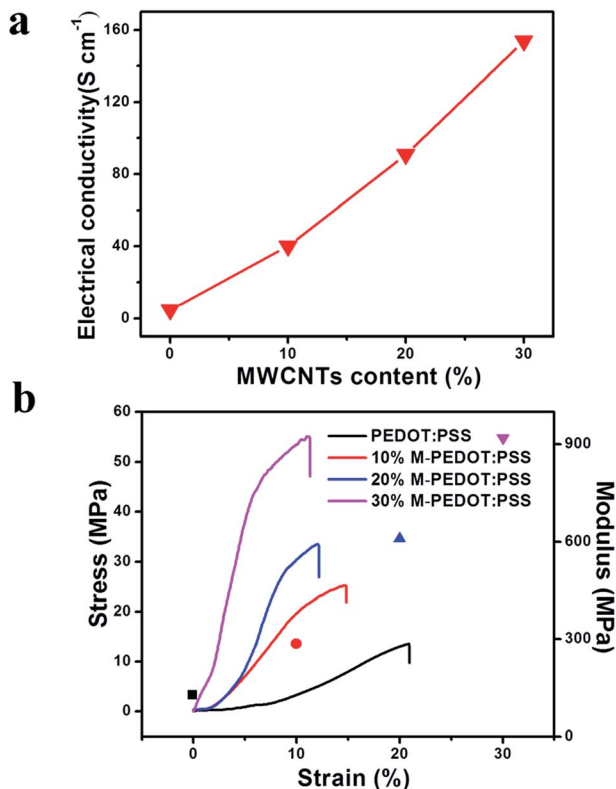 a
Electrical conductivity(S cm⁻¹)
160
120
80
40
0
0 10 20 30
MWCNTs content (%)
b
Stress (MPa)
60
50
40
30
20
10
0
PEDOT:PSS
10% M-PEDOT:PSS
20% M-PEDOT:PSS
30% M-PEDOT:PSS
900
600
300
0
Modulus (MPa)
0 10 20 30
Strain (%)